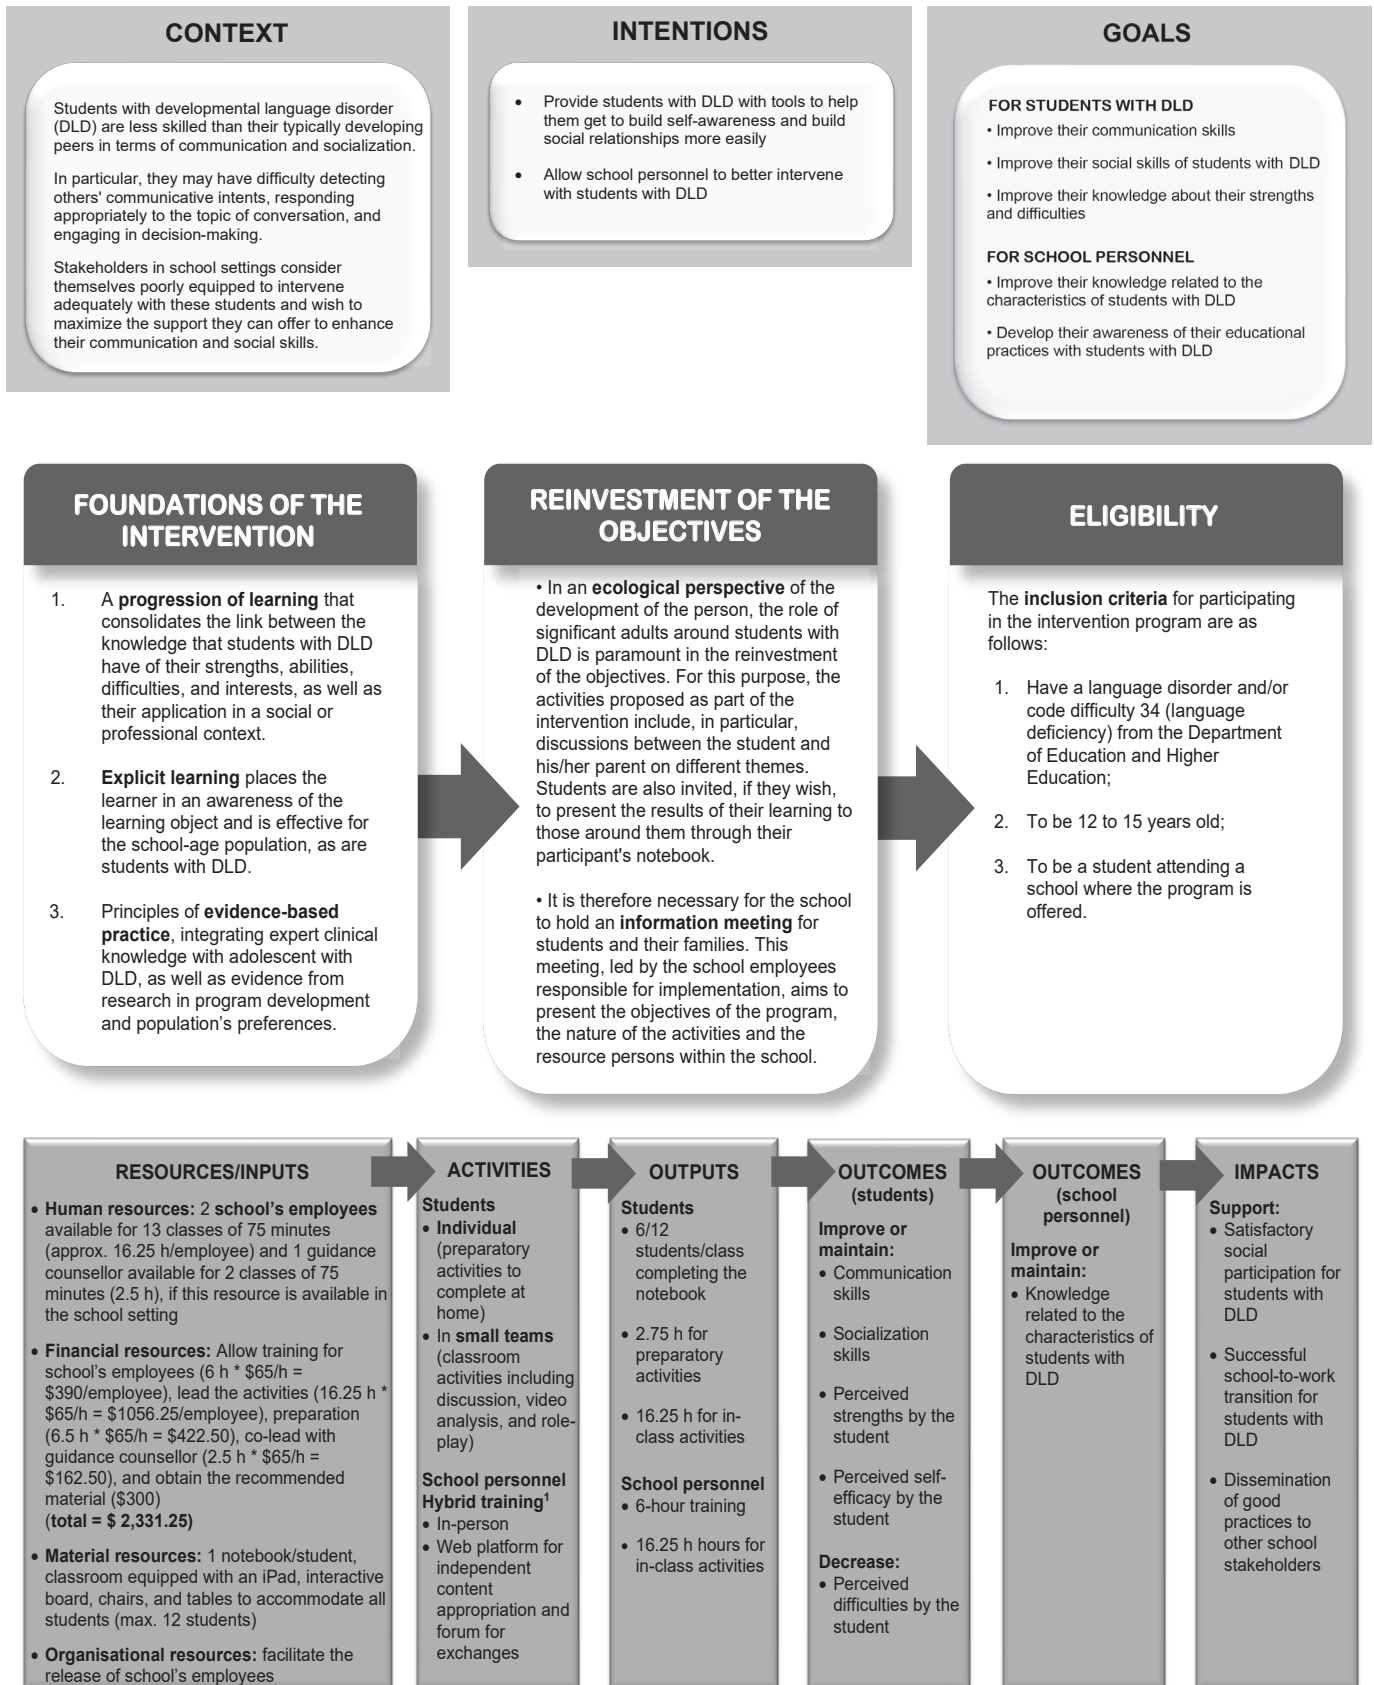 CONTEXT
Students with developmental language disorder
(DLD) are less skilled than their typically developing
peers in terms of communication and socialization.
In particular, they may have difficulty detecting
others' communicative intents, responding
appropriately to the topic of conversation, and
engaging in decision-making.
Stakeholders in school settings consider
themselves poorly equipped to intervene
adequately with these students and wish to
maximize the support they can offer to enhance
their communication and social skills.
INTENTIONS
• Provide students with DLD with tools to help
them get to build self-awareness and build
social relationships more easily
• Allow school personnel to better intervene
with students with DLD
GOALS
FOR STUDENTS WITH DLD
• Improve their communication skills
• Improve their social skills of students with DLD
• Improve their knowledge about their strengths
and difficulties
FOR SCHOOL PERSONNEL
• Improve their knowledge related to the
characteristics of students with DLD
• Develop their awareness of their educational
practices with students with DLD
FOUNDATIONS OF THE
INTERVENTION
1. A progression of learning that
consolidates the link between the
knowledge that students with DLD
have of their strengths, abilities,
difficulties, and interests, as well as
their application in a social or
professional context.
2. Explicit learning places the
learner in an awareness of the
learning object and is effective for
the school-age population, as are
students with DLD.
3. Principles of evidence-based
practice, integrating expert clinical
knowledge with adolescent with
DLD, as well as evidence from
research in program development
and population's preferences.
REINVESTMENT OF THE
OBJECTIVES
• In an ecological perspective of the
development of the person, the role of
significant adults around students with
DLD is paramount in the reinvestment
of the objectives. For this purpose, the
activities proposed as part of the
intervention include, in particular,
discussions between the student and
his/her parent on different themes.
Students are also invited, if they wish,
to present the results of their learning to
those around them through their
participant's notebook.
• It is therefore necessary for the school
to hold an information meeting for
students and their families. This
meeting, led by the school employees
responsible for implementation, aims to
present the objectives of the program,
the nature of the activities and the
resource persons within the school.
ELIGIBILITY
The inclusion criteria for participating
in the intervention program are as
follows:
1. Have a language disorder and/or
code difficulty 34 (language
deficiency) from the Department
of Education and Higher
Education;
2. To be 12 to 15 years old;
3. To be a student attending a
school where the program is
offered.
RESOURCES/INPUTS
• Human resources: 2 school's employees
available for 13 classes of 75 minutes
(approx. 16.25 h/employee) and 1 guidance
counsellor available for 2 classes of 75
minutes (2.5 h), if this resource is available in
the school setting
• Financial resources: Allow training for
school's employees (6 h * $65/h =
$390/employee), lead the activities (16.25 h *
$65/h = $1056.25/employee), preparation
(6.5 h * $65/h = $422.50), co-lead with
guidance counsellor (2.5 h * $65/h =
$162.50), and obtain the recommended
material ($300)
(total = $ 2,331.25)
• Material resources: 1 notebook/student,
classroom equipped with an iPad, interactive
board, chairs, and tables to accommodate all
students (max. 12 students)
• Organisational resources: facilitate the
release of school's employees
ACTIVITIES
Students
• Individual
(preparatory
activities to
complete at
home)
• In small teams
(classroom
activities including
discussion, video
analysis, and role-
play)
School personnel
Hybrid training1
• In-person
• Web platform for
independent
content
appropriation and
forum for
exchanges
OUTPUTS
Students
• 6/12
students/class
completing the
notebook
• 2.75 h for
preparatory
activities
• 16.25 h for in-
class activities
School personnel
• 6-hour training
• 16.25 h hours for
in-class activities
OUTCOMES
(students)
Improve or
maintain:
• Communication
skills
• Socialization
skills
• Perceived
strengths by the
student
• Perceived self-
efficacy by the
student
Decrease:
• Perceived
difficulties by the
student
OUTCOMES
(school
personnel)
Improve or
maintain:
• Knowledge
related to the
characteristics of
students with
DLD
IMPACTS
Support:
• Satisfactory
social
participation for
students with
DLD
• Successful
school-to-work
transition for
students with
DLD
• Dissemination
of good
practices to
other school
stakeholders